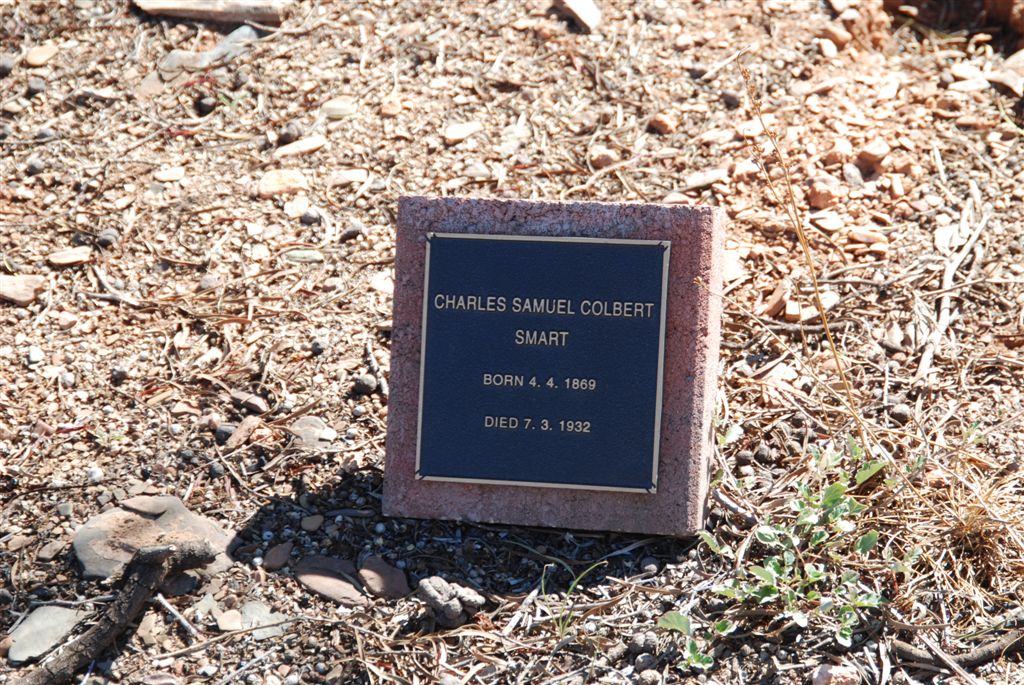 CHARLES SAMUEL COLBERT
SMART
BORN 4. 4. 1869
DIED 7. 3. 1932